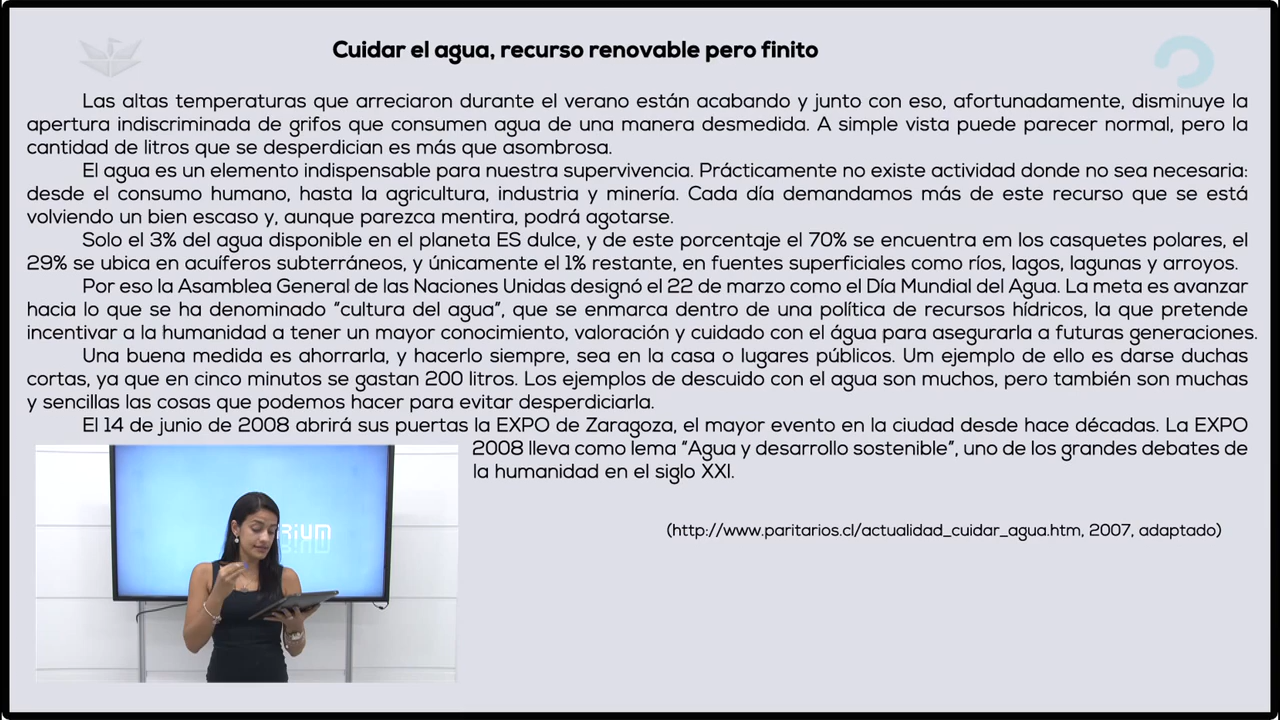 Cuidar el agua, recurso renovable pero finito
Las altas temperaturas que arreciaron durante el verano están acabando y junto con eso, afortunadamente, disminuye la
apertura indiscriminada de grifos que consumen agua de una manera desmedida. A simple vista puede parecer normal, pero la
cantidad de litros que se desperdician es más que asombrosa.
El agua es un elemento indispensable para nuestra supervivencia. Prácticamente no existe actividad donde no sea necesaria:
desde el consumo humano, hasta la agricultura, industria y minería. Cada día demandamos más de este recurso que se está
volviendo un bien escaso y, aunque parezca mentira, podrá agotarse.
Solo el 3% del agua disponible en el planeta ES dulce, y de este porcentaje el 70% se encuentra em los casquetes polares, el
29% se ubica en acuíferos subterráneos, y únicamente el 1% restante, en fuentes superficiales como ríos, lagos, lagunas y arroyos.
Por eso la Asamblea General de las Naciones Unidas designó el 22 de marzo como el Día Mundial del Agua. La meta es avanzar
hacia lo que se ha denominado “cultura del agua”, que se enmarca dentro de una política de recursos hídricos, la que pretende
incentivar a la humanidad a tener un mayor conocimiento, valoración y cuidado con el água para asegurarla a futuras generaciones.
Una buena medida es ahorrarla, y hacerlo siempre, sea en la casa o lugares públicos. Um ejemplo de ello es darse duchas
cortas, ya que en cinco minutos se gastan 200 litros. Los ejemplos de descuido con el agua son muchos, pero también son muchas
y sencillas las cosas que podemos hacer para evitar desperdiciarla.
El 14 de junio de 2008 abrirá sus puertas la EXPO de Zaragoza, el mayor evento en la ciudad desde hace décadas. La EXPO
2008 lleva como lema “Agua y desarrollo sostenible”, uno de los grandes debates de
la humanidad en el siglo XXI.
(http://www.paritarios.cl/actualidad_cuidar_agua.htm, 2007, adaptado)